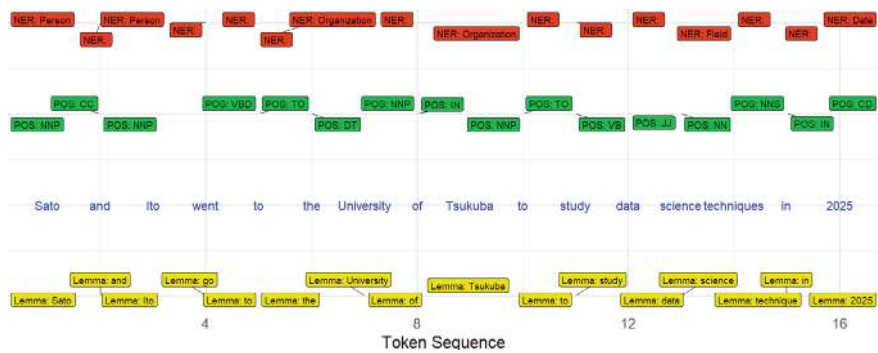 NER: Person NER: Person NER: NER: Organization NER: NER: NER: NER: NER: Date
NER: NER: NER: NER: Organization NER: NER: Field NER:
POS: CC POS: VBD POS: TO POS: NNP POS: IN POS: TO POS: NNS POS: CD
POS: NNP POS: NNP POS: DT POS: NNP POS: VB POS: JJ POS: NN POS: IN
Sato and Ito went to the University of Tsukuba to study data science techniques in 2025
Lemma: and Lemma: go Lemma: University Lemma: Tsukuba Lemma: study Lemma: science Lemma: in
Lemma: Sato Lemma: Ito Lemma: to Lemma: the Lemma: of Lemma: to Lemma: data Lemma: technique Lemma: 2025
4 8 12 16
Token Sequence